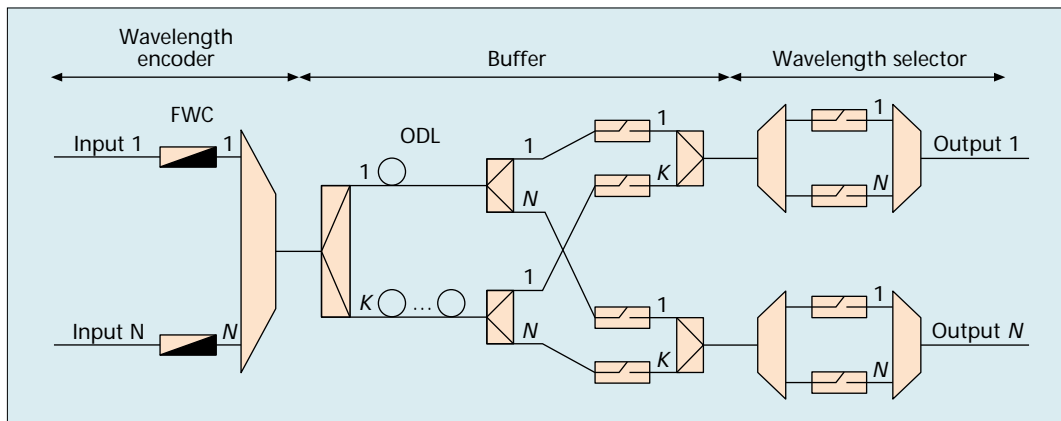 Wavelength
encoder
Buffer
Wavelength selector
FWC
Input 1
1
ODL
1
1
N
1
K
1
N
Output 1
K
...
1
N
1
K
1
N
Input N
N
Output N